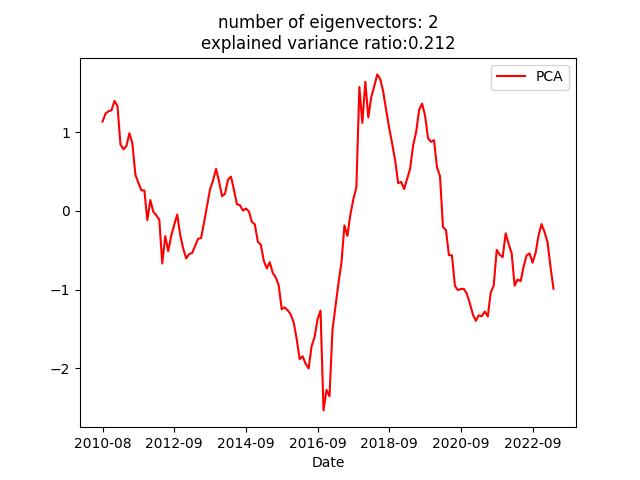 number of eigenvectors: 2
explained variance ratio:0.212
PCA
1
0
−1
−2
2010-08 2012-09 2014-09 2016-09 2018-09 2020-09 2022-09
Date